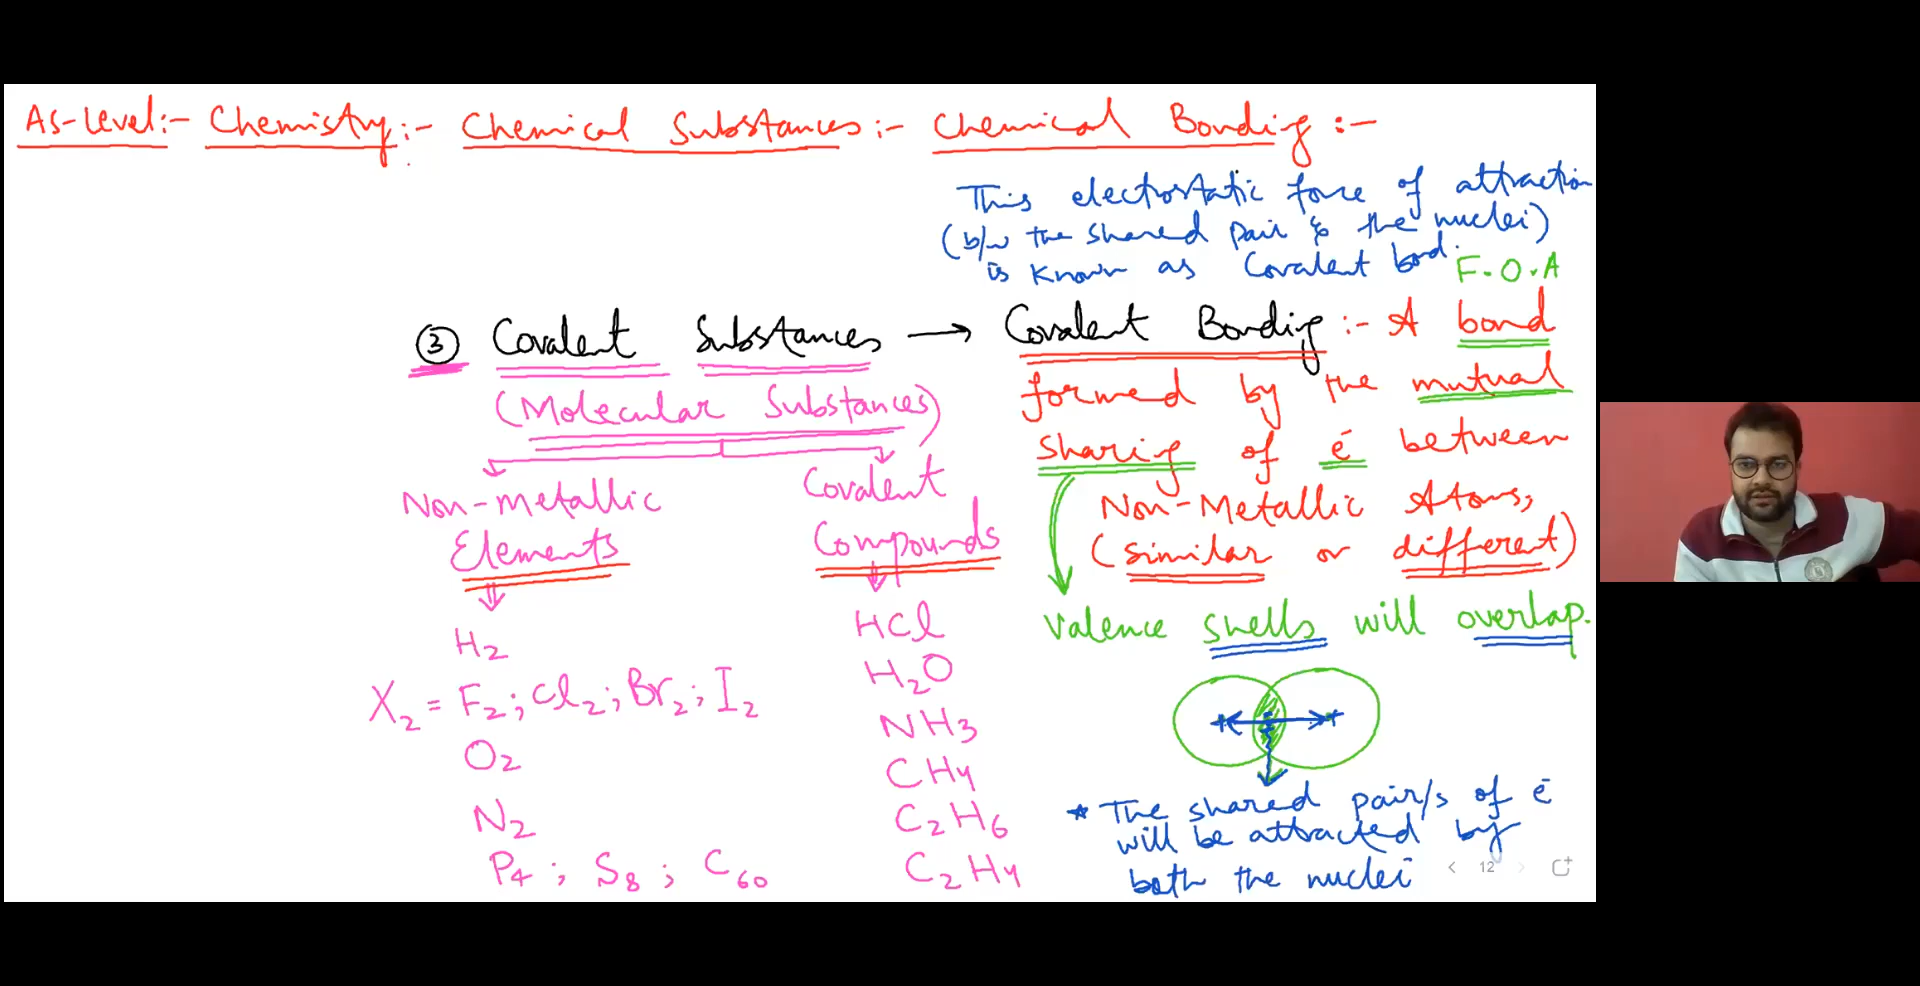 As-Level:- Chemistry:- Chemical Substances:- Chemical Bonding:-
This electrostatic force of attraction
(b/w the shared pair & the nuclei)
is known as Covalent bond.
F.O.A
③ Covalent Substances → Covalent Bonding:- A bond
formed by the mutual
sharing of ē between
Non-Metallic Atoms,
(similar or different)
(Molecular Substances)
Non-metallic
Elements
H₂
X₂ = F₂; Cl₂; Br₂; I₂
O₂
N₂
P₄; S₈; C₆₀
Covalent
Compounds
HCl
H₂O
NH₃
CH₄
C₂H₆
C₂H₄
Valence shells will overlap.
* The shared pair/s of ē
will be attracted by
both the nuclei
< 12 >